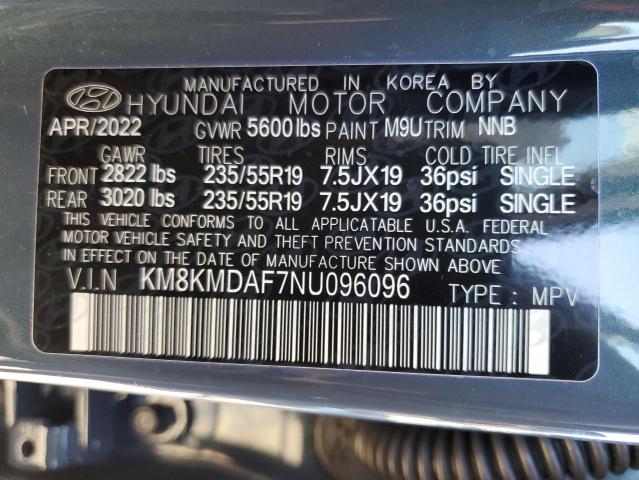 MANUFACTURED IN KOREA BY
HYUNDAI MOTOR COMPANY
APR/2022 GVWR 5600 lbs PAINT M9U TRIM NNB
GAWR TIRES RIMS COLD TIRE INFL
FRONT 2822 lbs 235/55R19 7.5JX19 36psi SINGLE
REAR 3020 lbs 235/55R19 7.5JX19 36psi SINGLE
THIS VEHICLE CONFORMS TO ALL APPLICATABLE U.S.A. FEDERAL
MOTOR VEHICLE SAFETY AND THEFT PREVENTION STANDARDS
IN EFFECT ON THE DATE OF MANUFACTURE SHOWN ABOVE
V.I.N KM8KMDAF7NU096096 TYPE : MPV